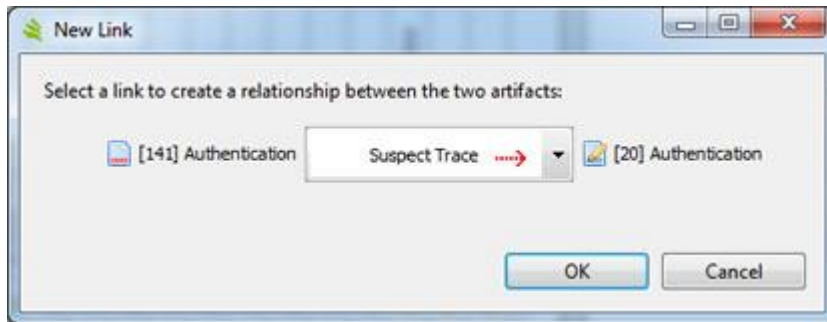 New Link
Select a link to create a relationship between the two artifacts:
[141] Authentication Suspect Trace [20] Authentication
OK Cancel